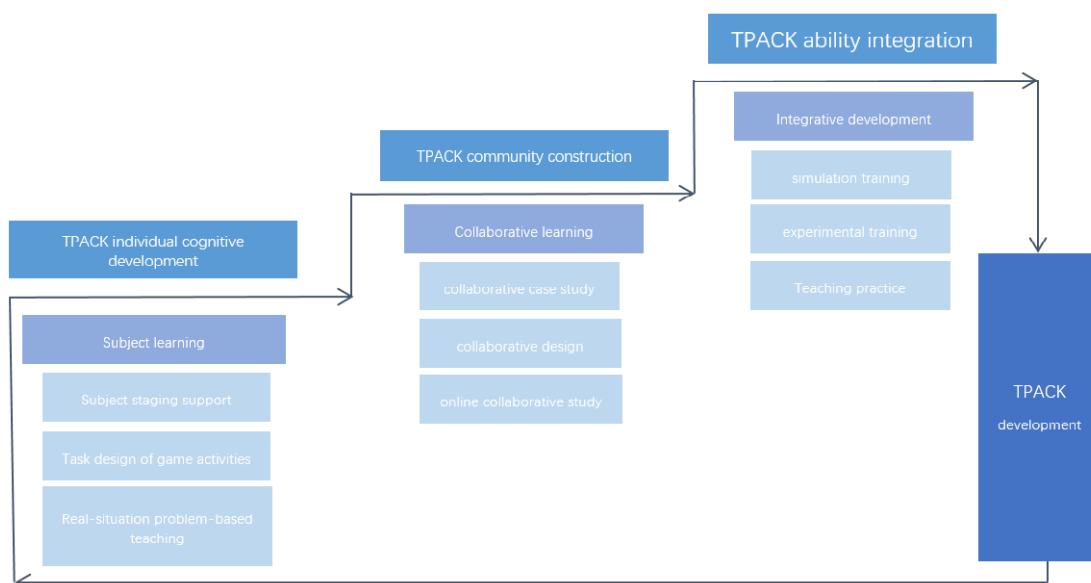 TPACK individual cognitive
development
Subject learning
Subject staging support
Task design of game activities
Real-situation problem-based
teaching
TPACK community construction
Collaborative learning
collaborative case study
collaborative design
online collaborative study
TPACK ability integration
Integrative development
simulation training
experimental training
Teaching practice
TPACK
development